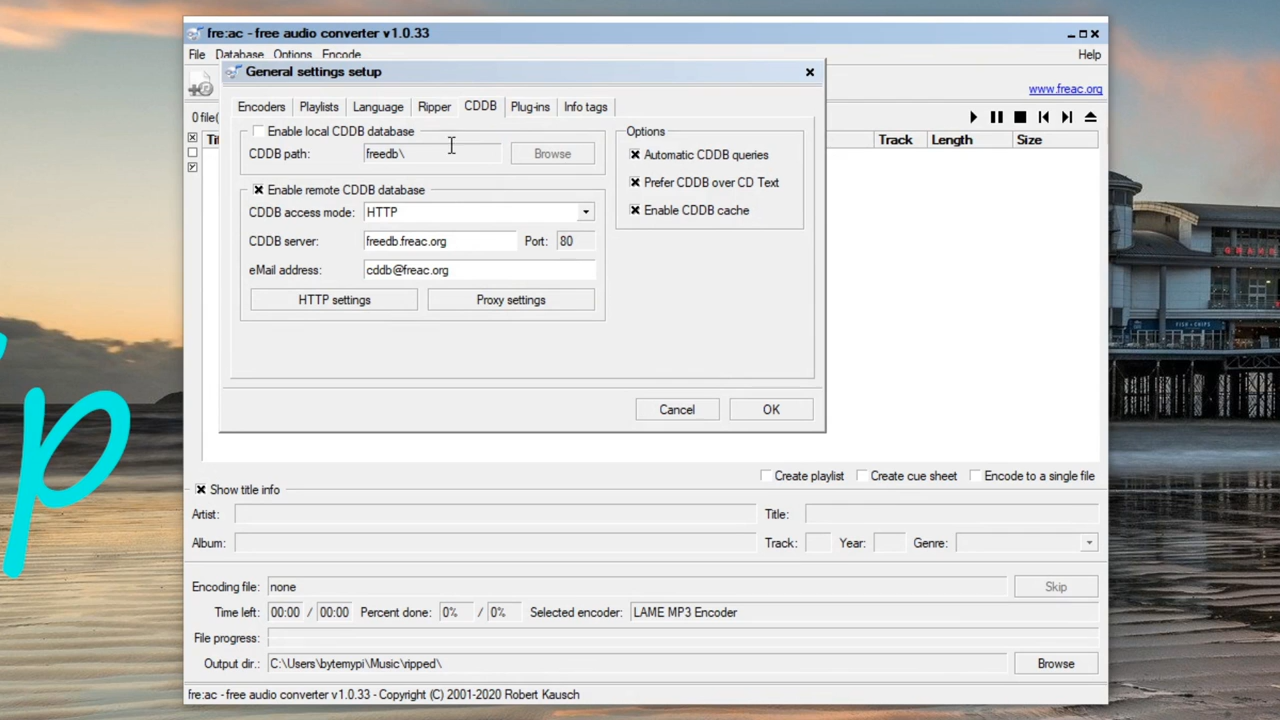 fre:ac - free audio converter v1.0.33
File Database Options Encode Help
General settings setup
www.freac.org
Encoders Playlists Language Ripper CDDB Plug-ins Info tags
0 file(
Enable local CDDB database
Options
Track Length Size
CDDB path: freedb\ Browse
Automatic CDDB queries
Enable remote CDDB database
Prefer CDDB over CD Text
CDDB access mode: HTTP
Enable CDDB cache
CDDB server: freedb.freac.org Port: 80
eMail address: cddb@freac.org
HTTP settings Proxy settings
Cancel OK
Create playlist Create cue sheet Encode to a single file
Show title info
Artist: Title:
Album: Track: Year: Genre:
Encoding file: none Skip
Time left: 00:00 / 00:00 Percent done: 0% / 0% Selected encoder: LAME MP3 Encoder
File progress:
Output dir.: C:\Users\bytemypi\Music\ripped\ Browse
fre:ac - free audio converter v1.0.33 - Copyright (C) 2001-2020 Robert Kausch
p
FISH & CHIPS